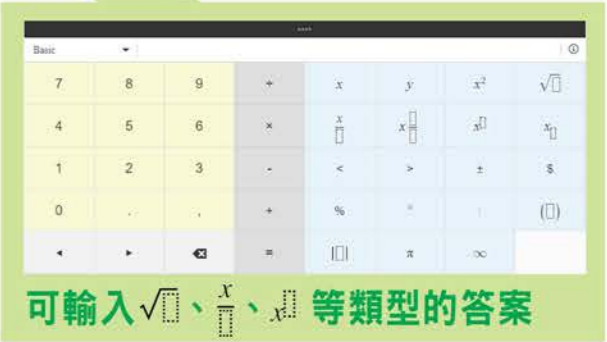 Basic
7 8 9 ÷ x y x² √▯
4 5 6 × x/▯ x▯/▯ x^▯ x_▯
1 2 3 - < > ± $
0 . , + % ° : (▯)
◄ ► ⌫ = |▯| π ∞
可輸入√▯、x/▯、x^▯ 等類型的答案